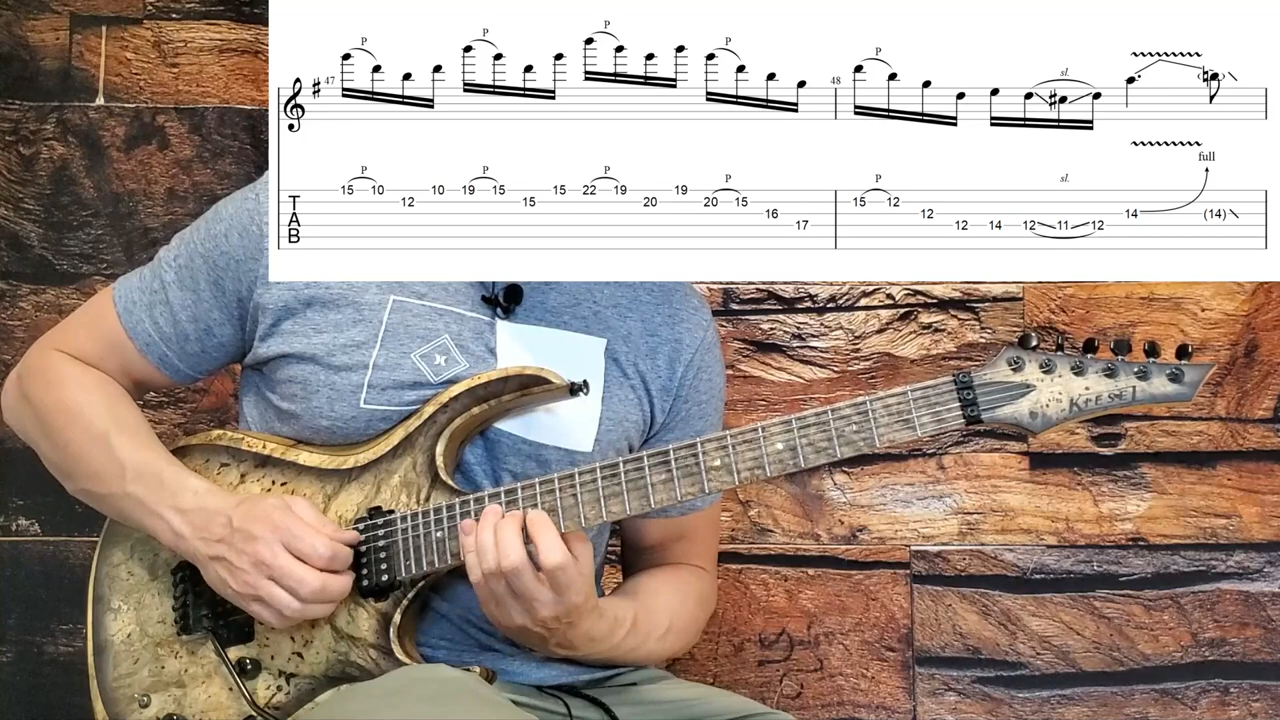 P P P P P sl.
47 48
full
P P P P P sl.
15 10 10 19 15 15 22 19 19
12 15 20 20 15 15 12
16 12 14 (14)
17 12 14 12 11 12
T
A
B
KIESEL